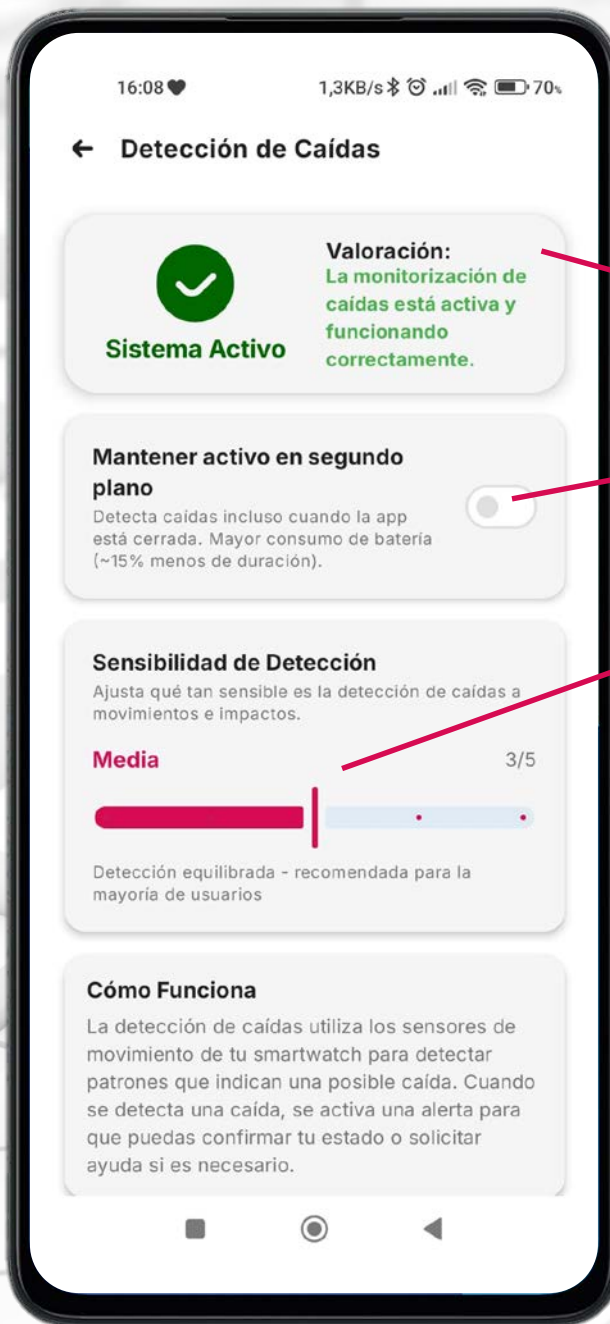 16:08 1,3KB/s 70%
Detección de Caídas
Valoración:
La monitorización de
caídas está activa y
funcionando
correctamente.
Sistema Activo
Mantener activo en segundo
plano
Detecta caídas incluso cuando la app
está cerrada. Mayor consumo de batería
(~15% menos de duración).
Sensibilidad de Detección
Ajusta qué tan sensible es la detección de caídas a
movimientos e impactos.
Media 3/5
Detección equilibrada - recomendada para la
mayoría de usuarios
Cómo Funciona
La detección de caídas utiliza los sensores de
movimiento de tu smartwatch para detectar
patrones que indican una posible caída. Cuando
se detecta una caída, se activa una alerta para
que puedas confirmar tu estado o solicitar
ayuda si es necesario.